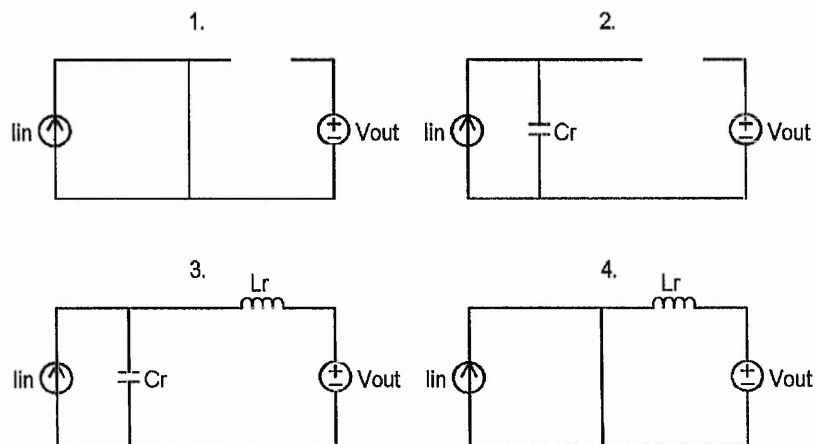 1. 2.
Iin Vout Iin Cr Vout
3. 4.
Lr Lr
Iin Cr Vout Iin Vout